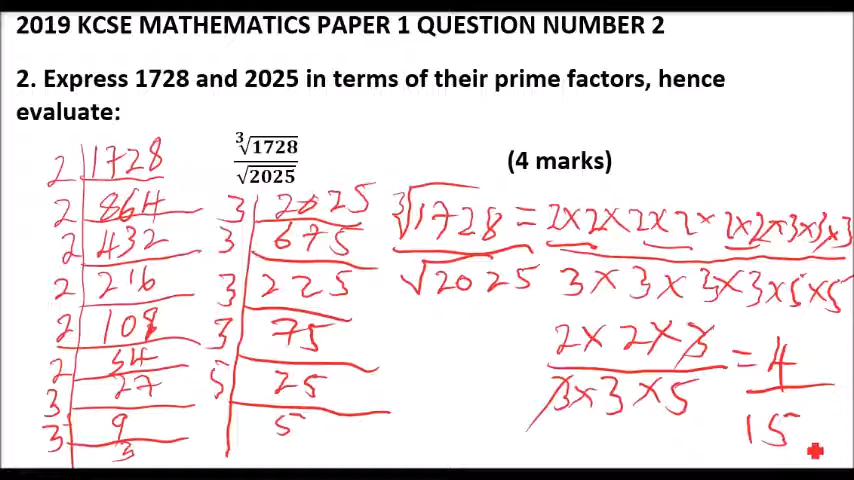 2019 KCSE MATHEMATICS PAPER 1 QUESTION NUMBER 2
2. Express 1728 and 2025 in terms of their prime factors, hence
evaluate:
∛1728
√2025
(4 marks)
2 | 1728
2 | 864
2 | 432
2 | 216
2 | 108
2 | 54
3 | 27
3 | 9
3
3 | 2025
3 | 675
3 | 225
3 | 75
5 | 25
5
∛1728 = 2×2×2×2×2×2×3×3×3
√2025 3×3×3×3×5×5
2×2×3 = 4
3×3×5 15